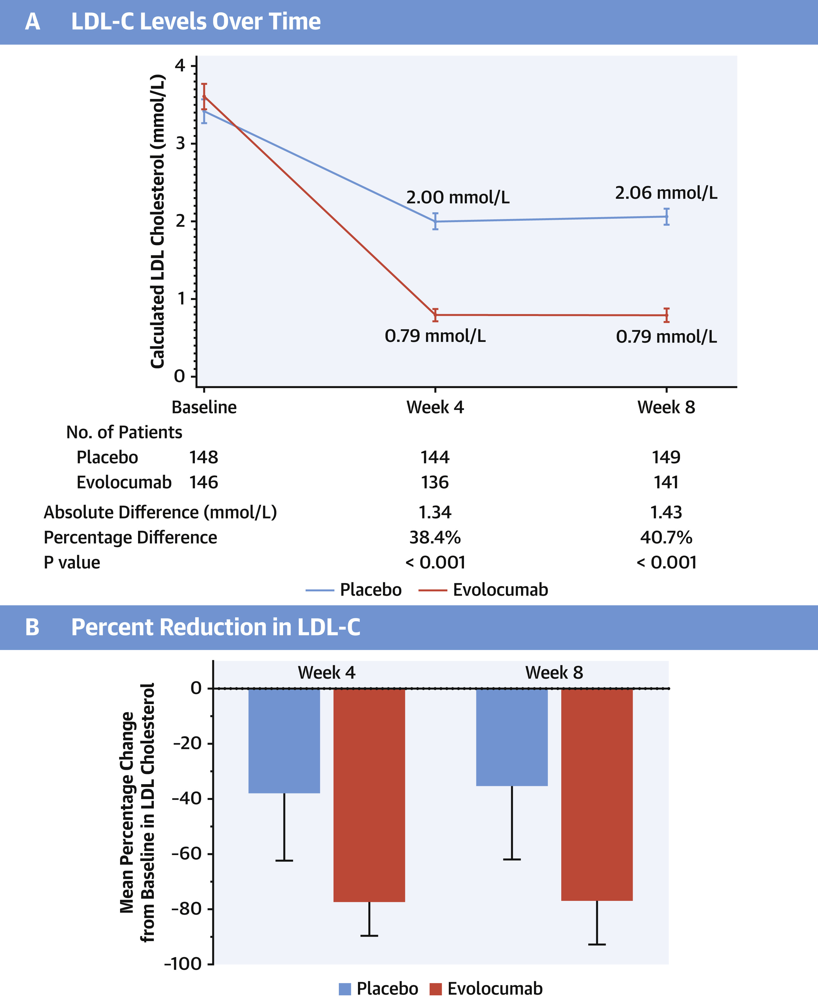 A LDL-C Levels Over Time
Calculated LDL Cholesterol (mmol/L)
4
3
2
1
0
2.00 mmol/L
2.06 mmol/L
0.79 mmol/L
0.79 mmol/L
Baseline Week 4 Week 8
No. of Patients
Placebo 148 144 149
Evolocumab 146 136 141
Absolute Difference (mmol/L) 1.34 1.43
Percentage Difference 38.4% 40.7%
P value < 0.001 < 0.001
Placebo Evolocumab
B Percent Reduction in LDL-C
Mean Percentage Change
from Baseline in LDL Cholesterol
Week 4 Week 8
0
–20
–40
–60
–80
–100
Placebo Evolocumab